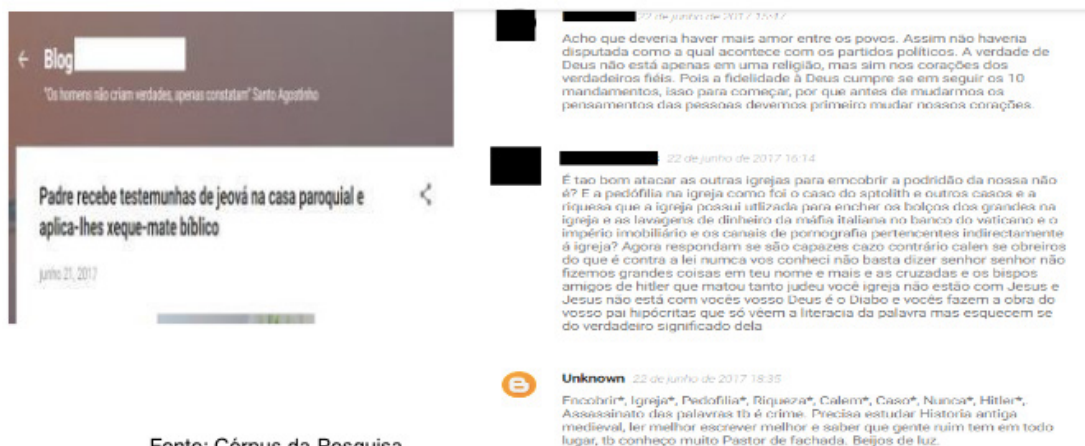 ← Blog
"Os homens não criam verdades, apenas constatam" Santo Agostinho
Padre recebe testemunhas de jeová na casa paroquial e
aplica-lhes xeque-mate bíblico
junho 21, 2017
Fonte: Córpus da Pesquisa
22 de junho de 2017 15:47
Acho que deveria haver mais amor entre os povos. Assim não haveria
disputada como a qual acontece com os partidos políticos. A verdade de
Deus não está apenas em uma religião, mas sim nos corações dos
verdadeiros fiéis. Pois a fidelidade à Deus cumpre se em seguir os 10
mandamentos, isso para começar, por que antes de mudarmos os
pensamentos das pessoas devemos primeiro mudar nossos corações.
22 de junho de 2017 16:14
É tao bom atacar as outras igrejas para emcobrir a podridão da nossa não
é? E a pedófilia na igreja como foi o caso do sptolith e outros casos e a
riquesa que a igreja possui utlizada para encher os bolços dos grandes na
igreja e as lavagens de dinheiro da máfia italiana no banco do vaticano e o
império imobiliário e os canais de pornografia pertencentes indirectamente
á igreja? Agora respondam se são capazes cazo contrário calen se obreiros
do que é contra a lei numca vos conheci não basta dizer senhor senhor não
fizemos grandes coisas em teu nome e mais e as cruzadas e os bispos
amigos de hitler que matou tanto judeu você igreja não estão com Jesus e
Jesus não está com vocês vosso Deus é o Diabo e vocês fazem a obra do
vosso pai hipócritas que só vêem a literacia da palavra mas esquecem se
do verdadeiro significado dela
Unknown 22 de junho de 2017 18:35
Encobrir*, Igreja*, Pedofilia*, Riqueza*, Calem*, Caso*, Nunca*, Hitler*,
Assassinato das palavras tb é crime. Precisa estudar Historia antiga
medieval, ler melhor escrever melhor e saber que gente ruim tem em todo
lugar, tb conheço muito Pastor de fachada. Beijos de luz.